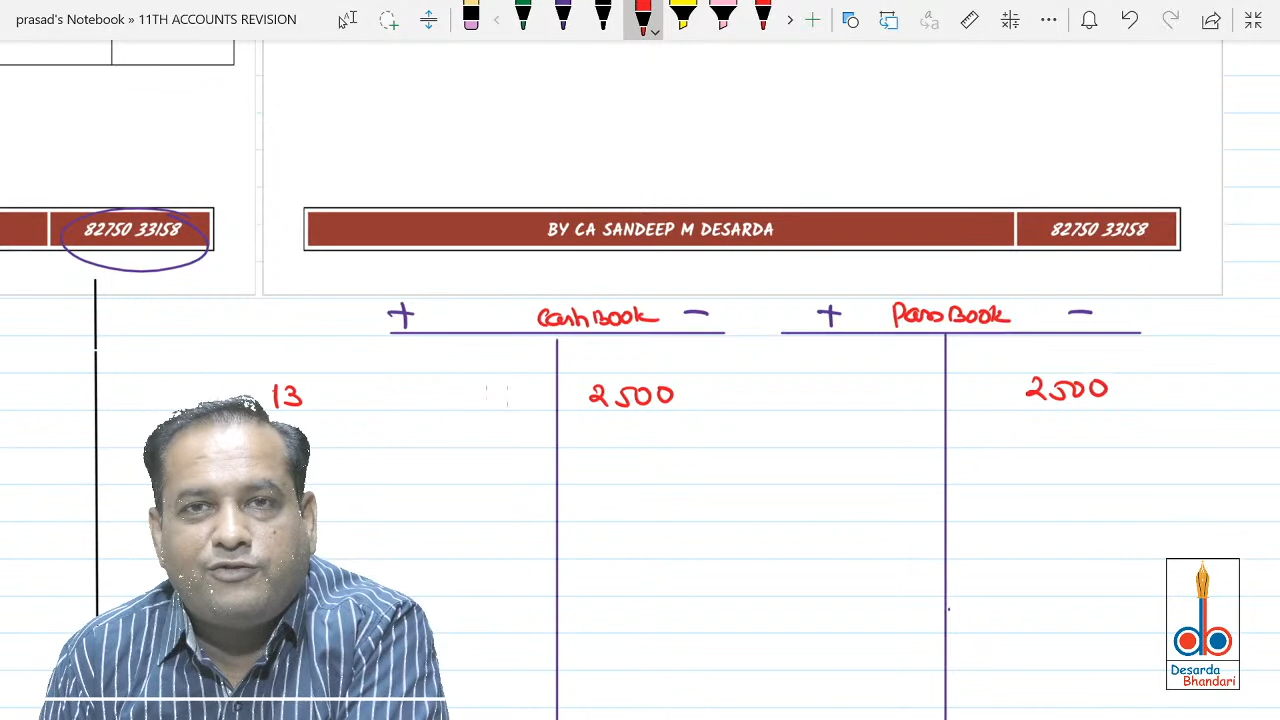 prasad's Notebook » 11TH ACCOUNTS REVISION
82750 33158
BY CA SANDEEP M DESARDA 82750 33158
+ Cash Book − + Pass Book −
13 2500 2500
Desarda
Bhandari